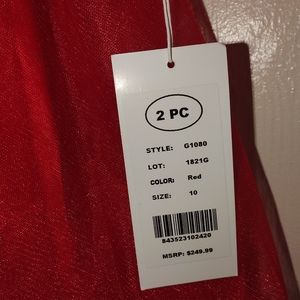 2 PC
STYLE: G1080
LOT: 1821G
COLOR: Red
SIZE: 10
843523102420
MSRP: $249.99